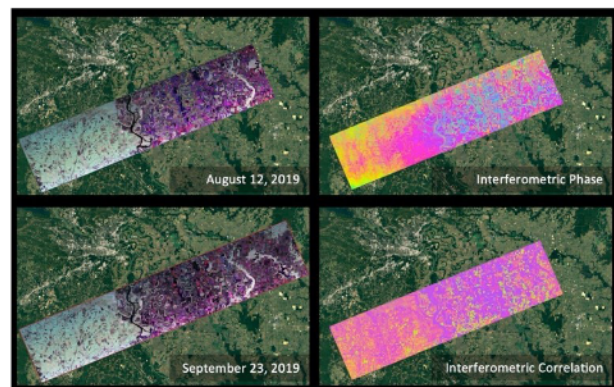 August 12, 2019
Interferometric Phase
September 23, 2019
Interferometric Correlation